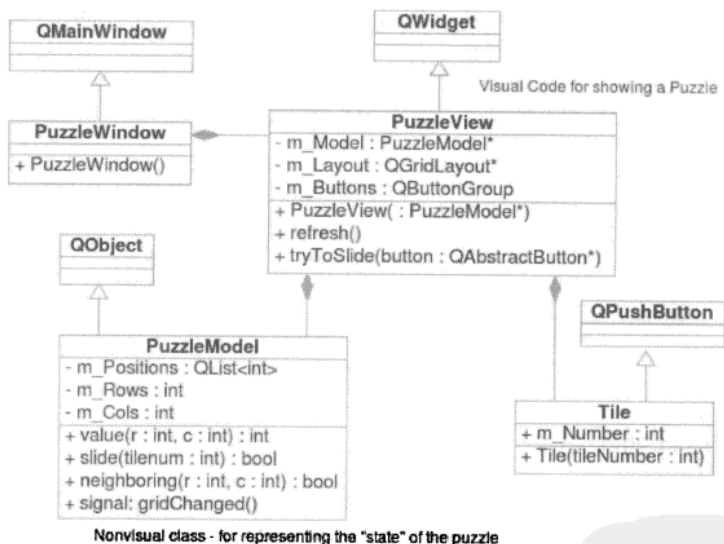 QMainWindow
QWidget
Visual Code for showing a Puzzle
PuzzleWindow
+ PuzzleWindow()
PuzzleView
- m_Model : PuzzleModel*
- m_Layout : QGridLayout*
- m_Buttons : QButtonGroup
+ PuzzleView( : PuzzleModel*)
+ refresh()
+ tryToSlide(button : QAbstractButton*)
QObject
PuzzleModel
- m_Positions : QList<int>
- m_Rows : int
- m_Cols : int
+ value(r : int, c : int) : int
+ slide(tilenum : int) : bool
+ neighboring(r : int, c : int) : bool
+ signal: gridChanged()
QPushButton
Tile
+ m_Number : int
+ Tile(tileNumber : int)
Nonvisual class - for representing the "state" of the puzzle